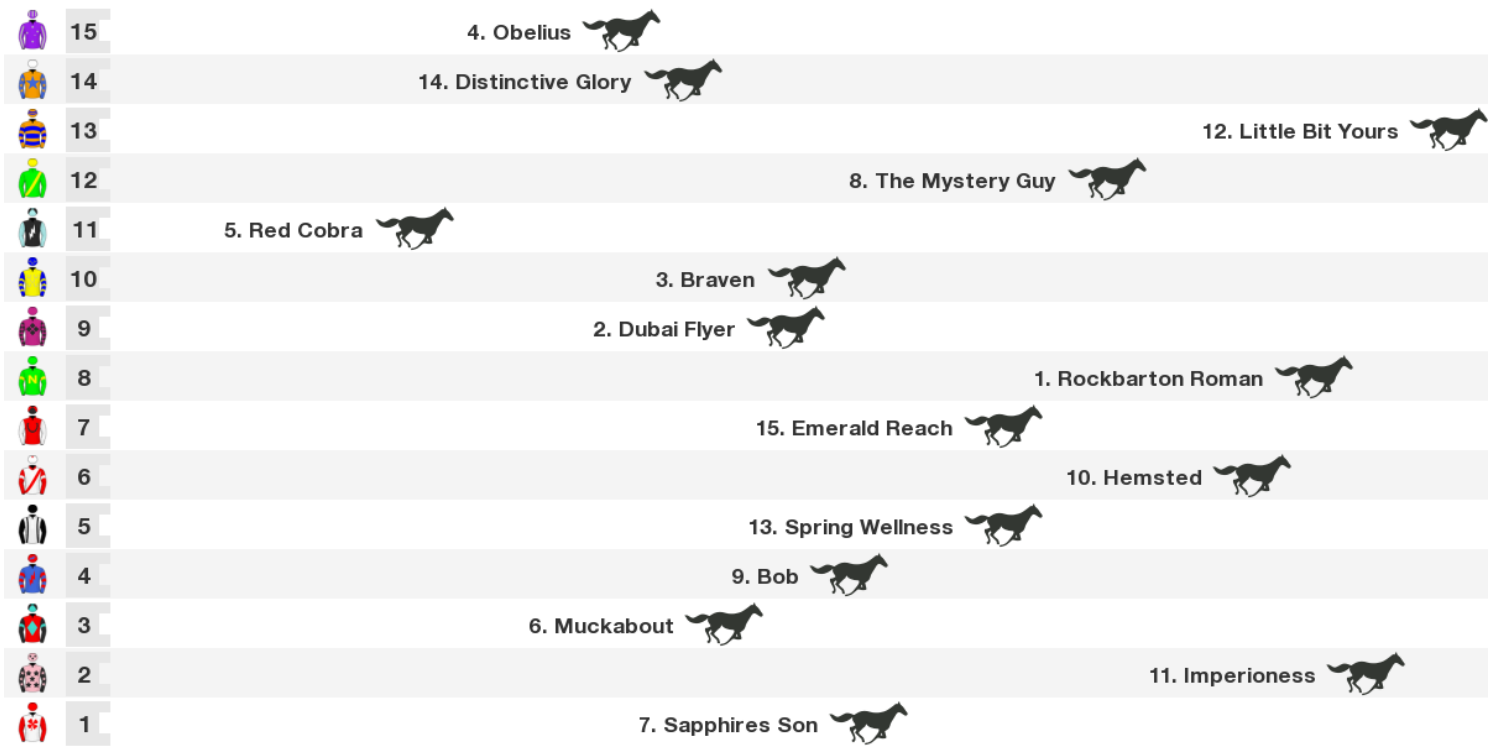 15 4. Obelius
14 14. Distinctive Glory
13 12. Little Bit Yours
12 8. The Mystery Guy
11 5. Red Cobra
10 3. Braven
9 2. Dubai Flyer
8 1. Rockbarton Roman
7 15. Emerald Reach
6 10. Hemsted
5 13. Spring Wellness
4 9. Bob
3 6. Muckabout
2 11. Imperioness
1 7. Sapphires Son